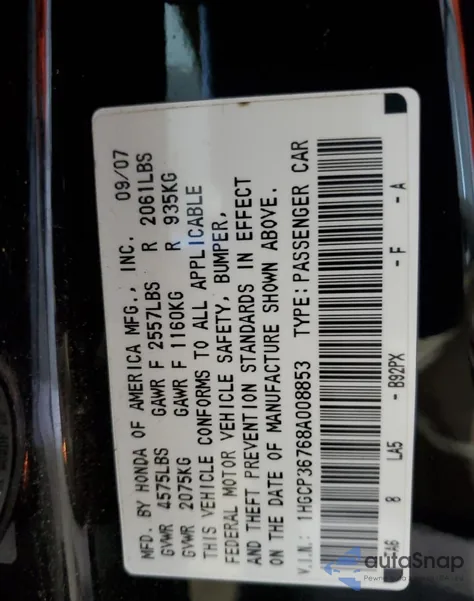 MFD. BY HONDA OF AMERICA MFG., INC. 09/07
GVWR 4575LBS GAWR F 2557LBS R 2061LBS
GVWR 2075KG GAWR F 1160KG R 935KG
THIS VEHICLE CONFORMS TO ALL APPLICABLE
FEDERAL MOTOR VEHICLE SAFETY, BUMPER,
AND THEFT PREVENTION STANDARDS IN EFFECT
ON THE DATE OF MANUFACTURE SHOWN ABOVE.
V.I.N.: 1HGCP36768A008853 TYPE:PASSENGER CAR
8 LA5 - B92PX - F - A
autoSnap